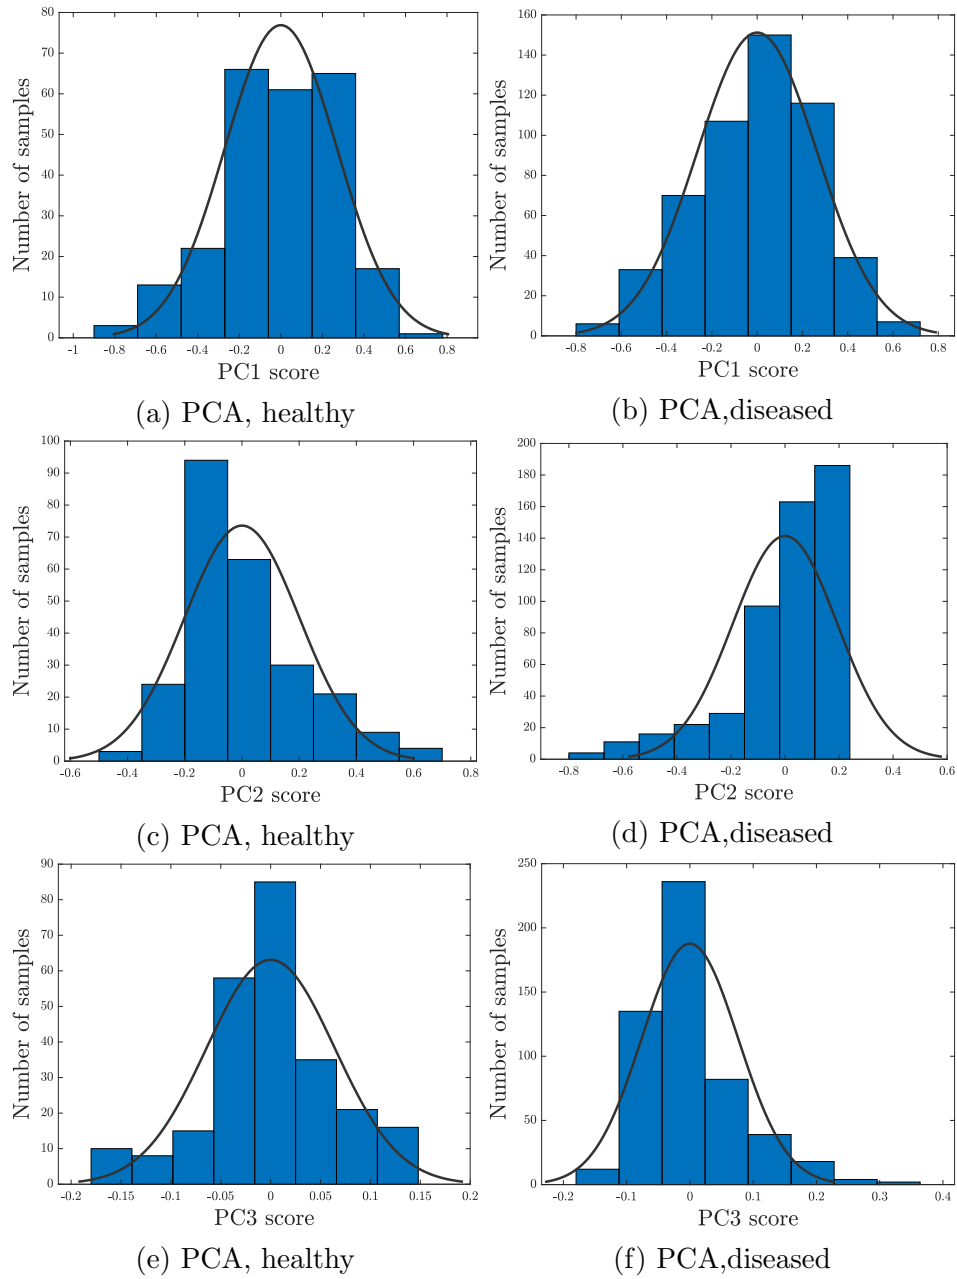 80
70
60
50
40
30
20
10
0
Number of samples
-1 -0.8 -0.6 -0.4 -0.2 0 0.2 0.4 0.6 0.8
PC1 score
(a) PCA, healthy
160
140
120
100
80
60
40
20
0
Number of samples
-0.8 -0.6 -0.4 -0.2 0 0.2 0.4 0.6 0.8
PC1 score
(b) PCA,diseased
100
90
80
70
60
50
40
30
20
10
0
Number of samples
-0.6 -0.4 -0.2 0 0.2 0.4 0.6 0.8
PC2 score
(c) PCA, healthy
200
180
160
140
120
100
80
60
40
20
0
Number of samples
-0.8 -0.6 -0.4 -0.2 0 0.2 0.4 0.6
PC2 score
(d) PCA,diseased
90
80
70
60
50
40
30
20
10
0
Number of samples
-0.2 -0.15 -0.1 -0.05 0 0.05 0.1 0.15 0.2
PC3 score
(e) PCA, healthy
250
200
150
100
50
0
Number of samples
-0.2 -0.1 0 0.1 0.2 0.3 0.4
PC3 score
(f) PCA,diseased